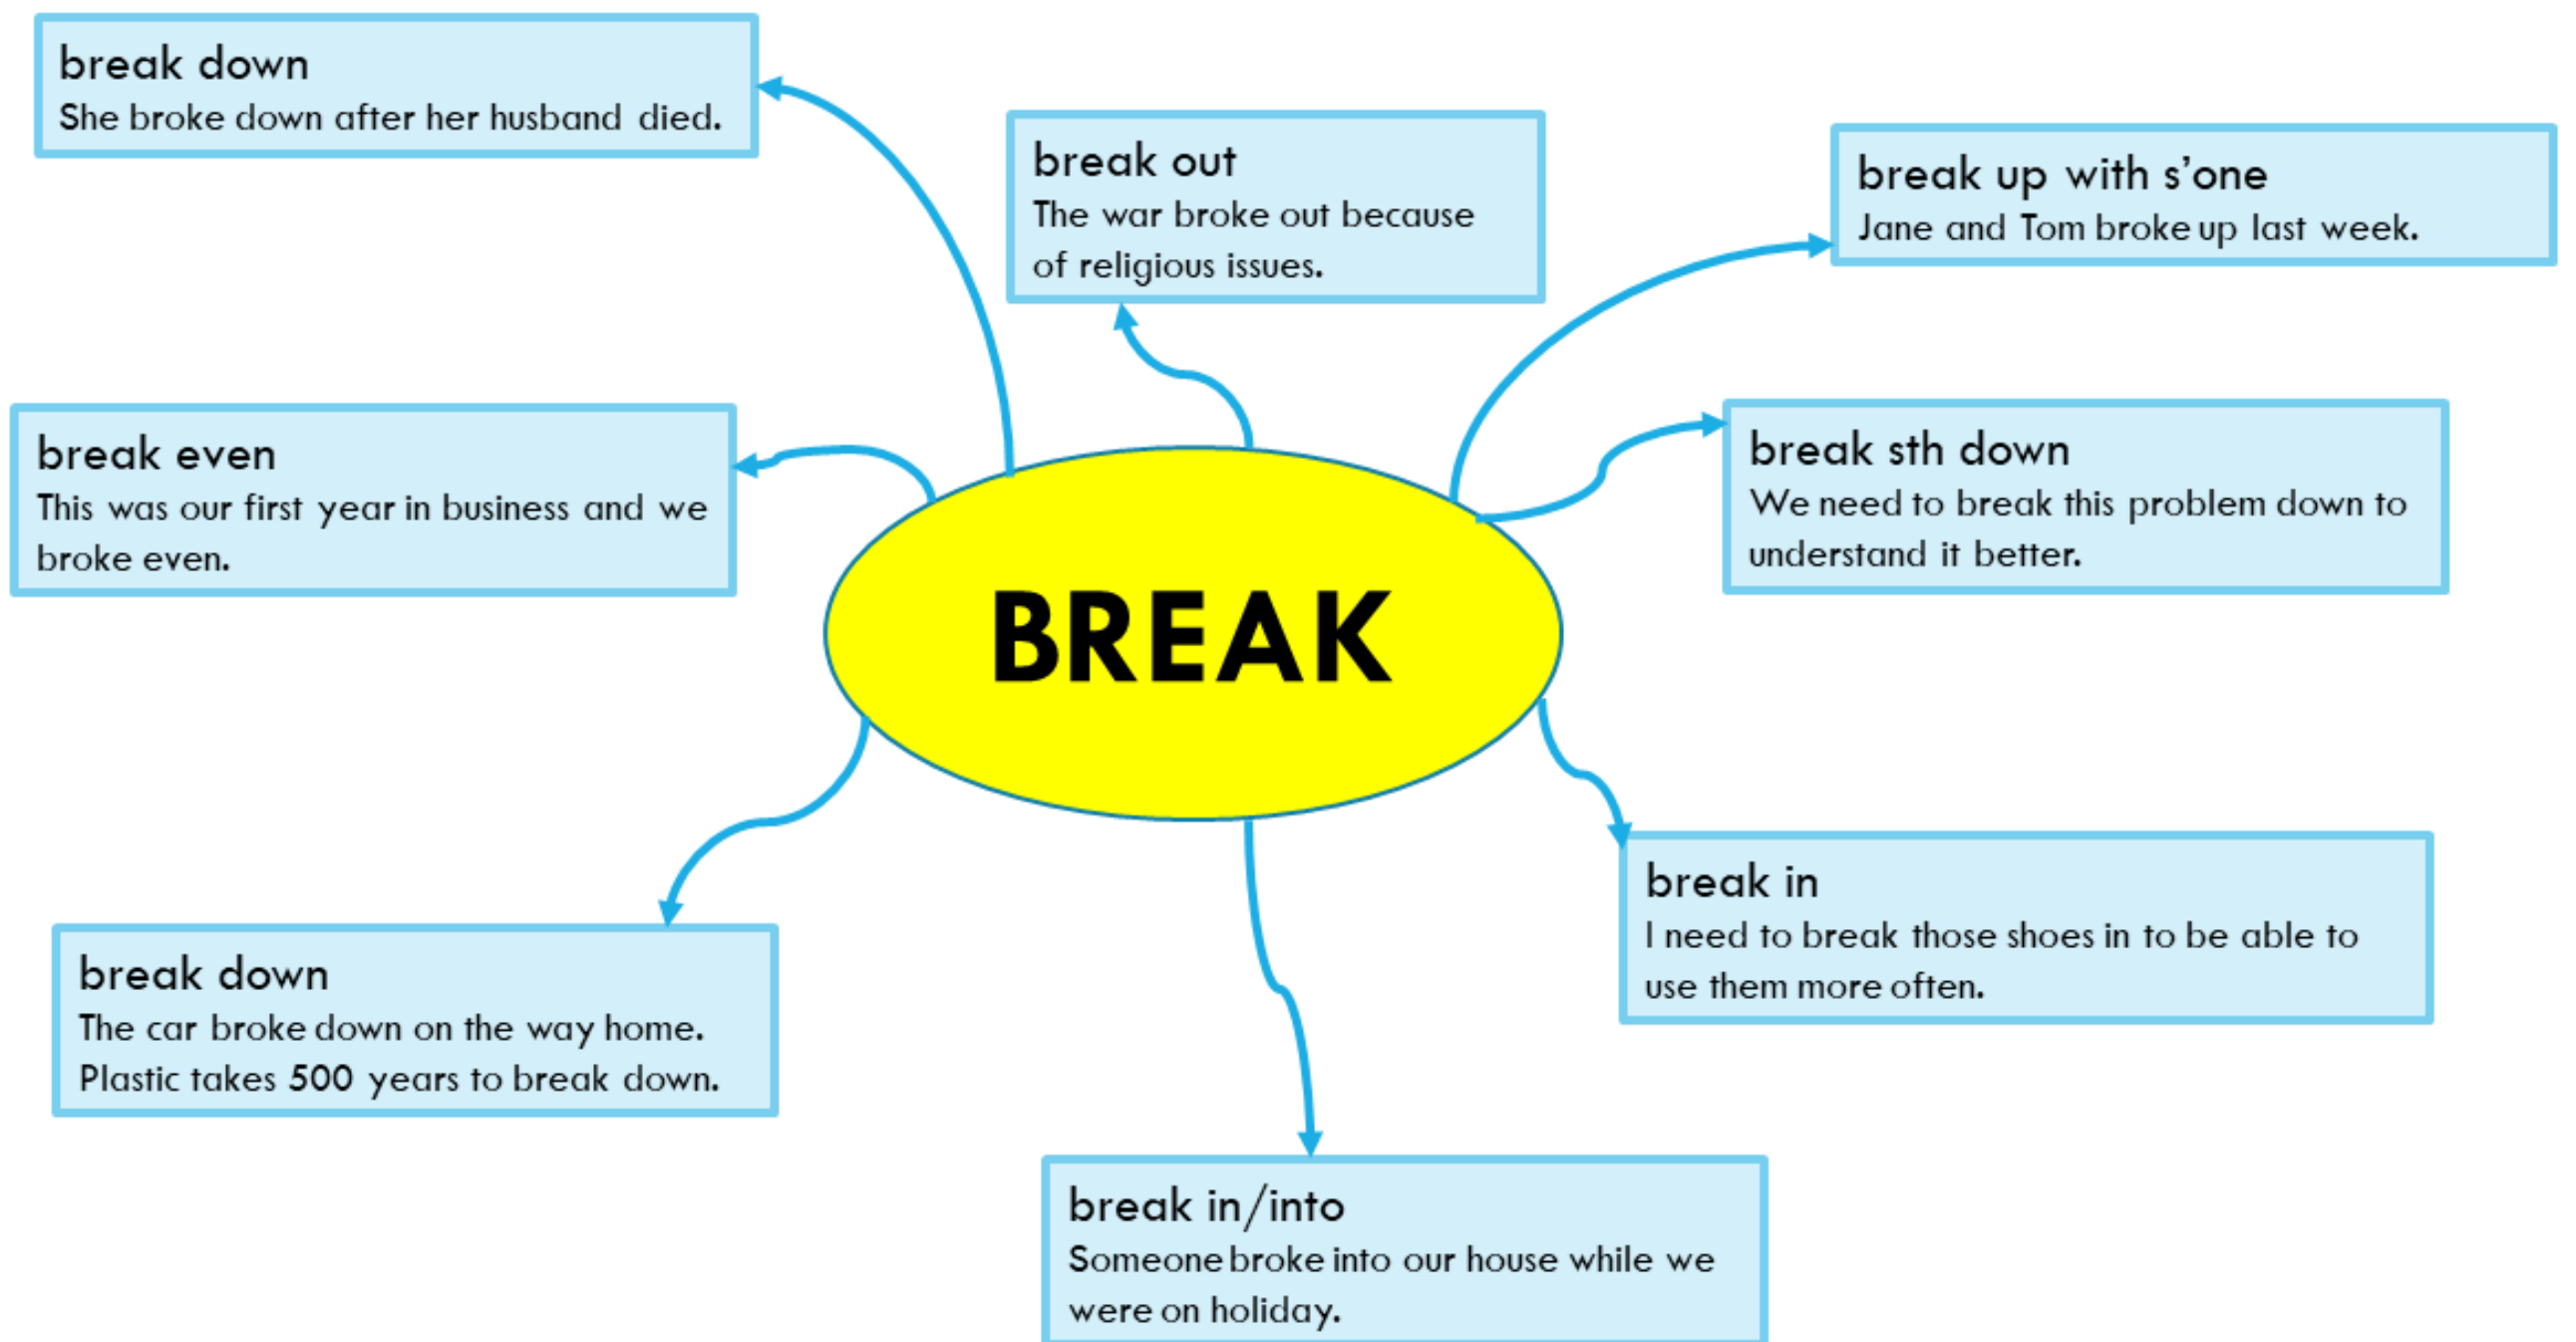 break down
She broke down after her husband died.
break out
The war broke out because
of religious issues.
break up with s'one
Jane and Tom broke up last week.
break even
This was our first year in business and we
broke even.
break sth down
We need to break this problem down to
understand it better.
BREAK
break down
The car broke down on the way home.
Plastic takes 500 years to break down.
break in
I need to break those shoes in to be able to
use them more often.
break in/into
Someone broke into our house while we
were on holiday.